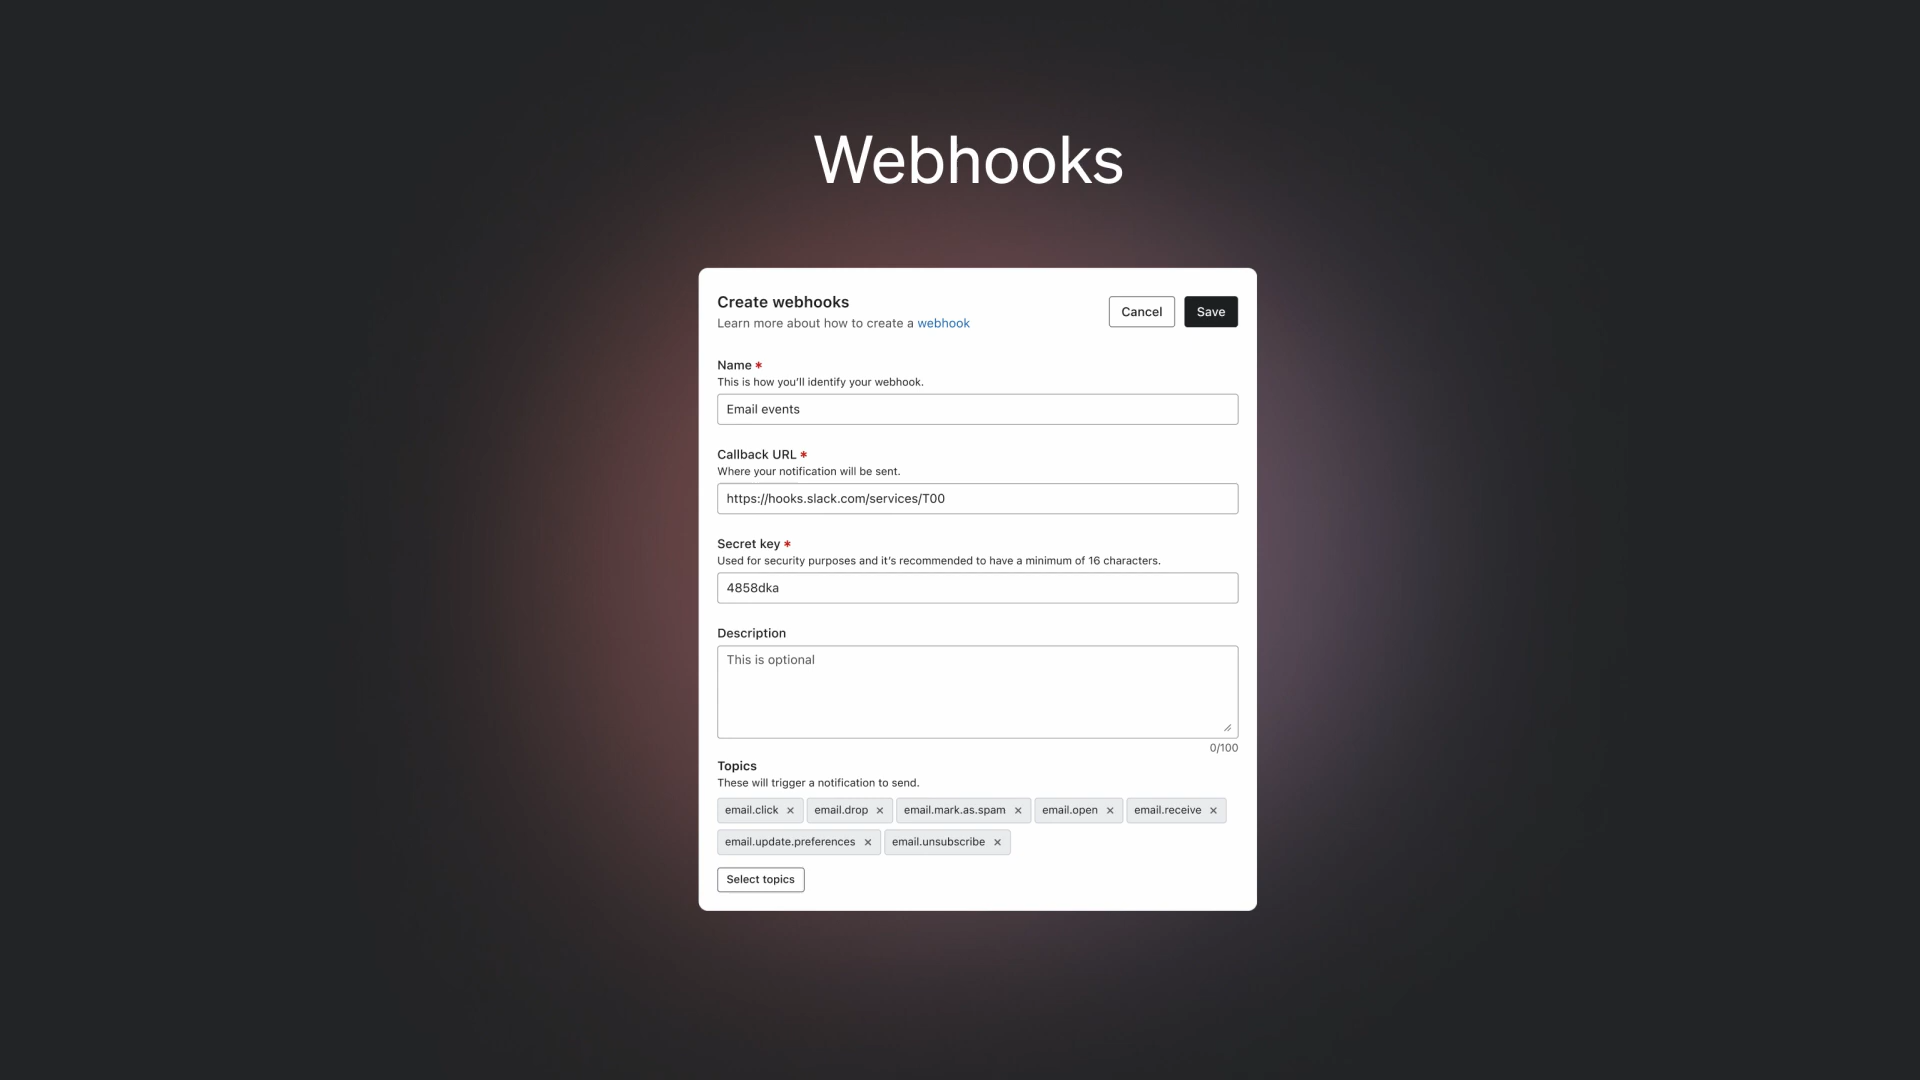 Webhooks
Create webhooks
Learn more about how to create a webhook
Cancel
Save
Name *
This is how you'll identify your webhook.
Email events
Callback URL *
Where your notification will be sent.
https://hooks.slack.com/services/T00
Secret key *
Used for security purposes and it's recommended to have a minimum of 16 characters.
4858dka
Description
This is optional
0/100
Topics
These will trigger a notification to send.
email.click × email.drop × email.mark.as.spam × email.open × email.receive ×
email.update.preferences × email.unsubscribe ×
Select topics